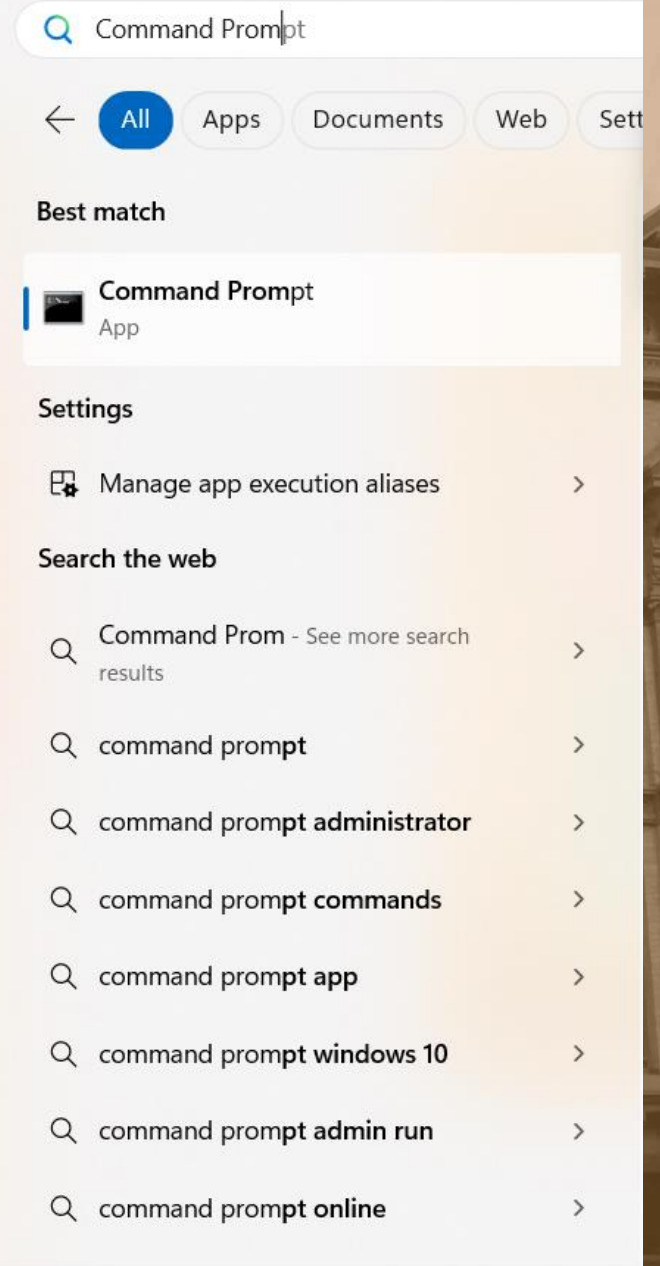 Command Prompt
All
Apps
Documents
Web
Sett
Best match
Command Prompt
App
Settings
Manage app execution aliases
Search the web
Command Prom - See more search
results
command prompt
command prompt administrator
command prompt commands
command prompt app
command prompt windows 10
command prompt admin run
command prompt online